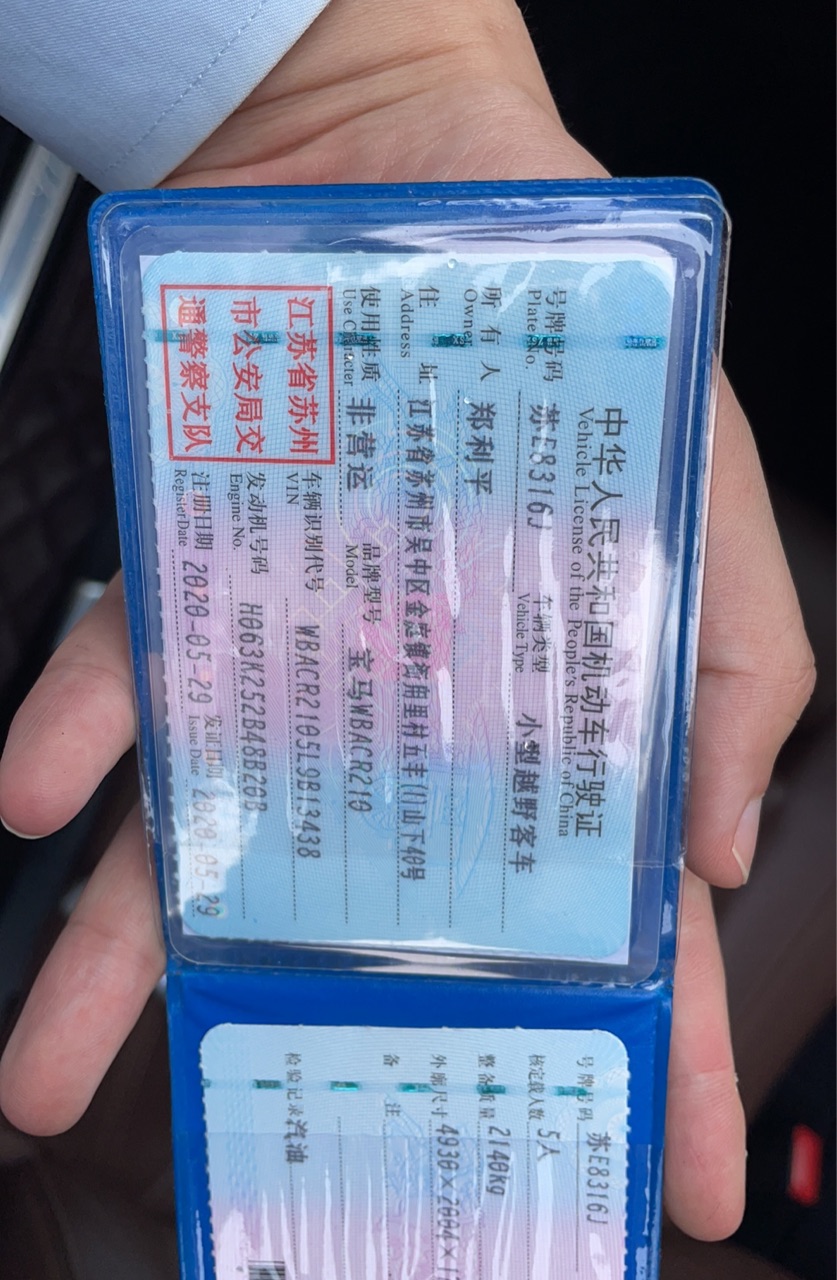 中华人民共和国机动车行驶证
Vehicle License of the People's Republic of China
号牌号码 苏E8316J 车辆类型 小型越野客车
Plate No. Vehicle Type
所有人 郑利平
Owner
住址 江苏省苏州市吴中区金庭镇衙甪里村五丰(1)山下40号
Address
使用性质 非营运 品牌型号 宝马WBACR210
Use Character Model
江苏省苏州
市公安局交
通警察支队
车辆识别代号 WBACR2105L9B13438
VIN
发动机号码 H063K252B48B20B
Engine No.
注册日期 2020-05-29 发证日期 2020-05-29
Register Date Issue Date
号牌号码 苏E8316J
核定载人数 5人
整备质量 2140kg
外廓尺寸 4930×2004×1
备注
检验记录 汽油